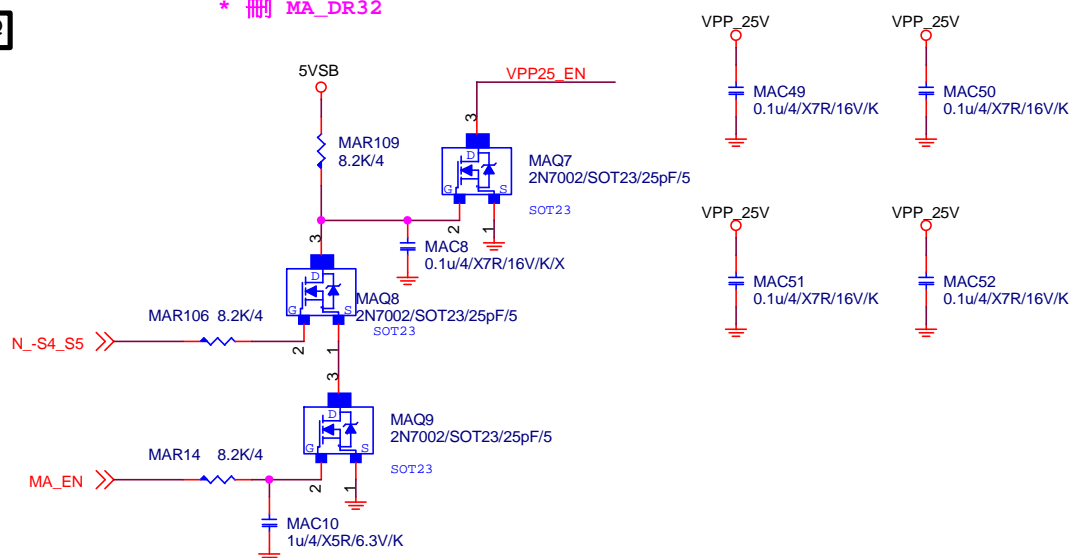 * 刪 MA_DR32
5VSB
VPP25_EN
MAR109
8.2K/4
3
D
G
S
MAQ7
2N7002/SOT23/25pF/5
SOT23
2
1
MAC8
0.1u/4/X7R/16V/K/X
3
D
G
S
MAQ8
2N7002/SOT23/25pF/5
SOT23
MAR106 8.2K/4
N_-S4_S5
2
1
3
D
G
S
MAQ9
2N7002/SOT23/25pF/5
SOT23
MAR14 8.2K/4
MA_EN
2
1
MAC10
1u/4/X5R/6.3V/K
VPP_25V
MAC49
0.1u/4/X7R/16V/K
VPP_25V
MAC50
0.1u/4/X7R/16V/K
VPP_25V
MAC51
0.1u/4/X7R/16V/K
VPP_25V
MAC52
0.1u/4/X7R/16V/K